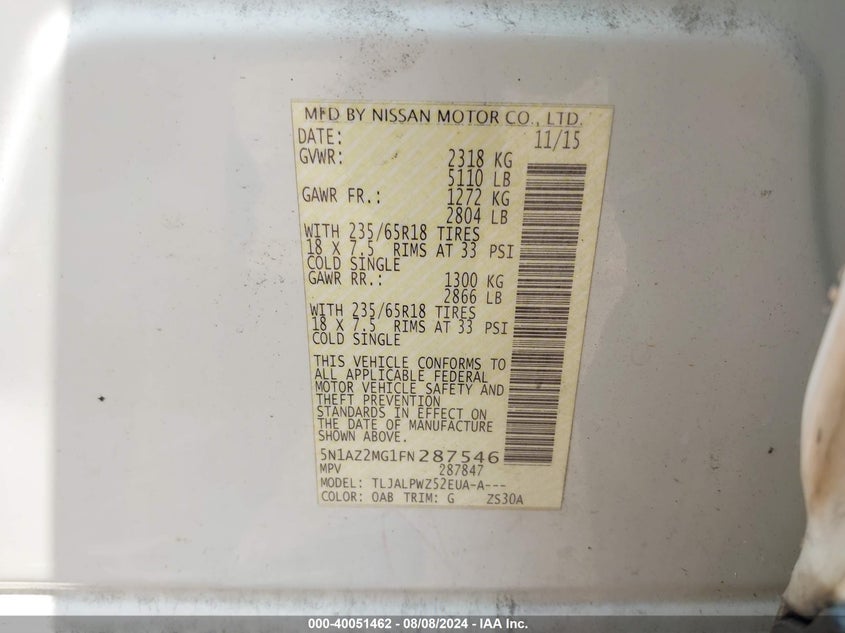 MFD BY NISSAN MOTOR CO., LTD.
DATE: 11/15
GVWR: 2318 KG
5110 LB
GAWR FR.: 1272 KG
2804 LB
WITH 235/65R18 TIRES
18 X 7.5 RIMS AT 33 PSI
COLD SINGLE
GAWR RR.: 1300 KG
2866 LB
WITH 235/65R18 TIRES
18 X 7.5 RIMS AT 33 PSI
COLD SINGLE
THIS VEHICLE CONFORMS TO
ALL APPLICABLE FEDERAL
MOTOR VEHICLE SAFETY AND
THEFT PREVENTION
STANDARDS IN EFFECT ON
THE DATE OF MANUFACTURE
SHOWN ABOVE.
5N1AZ2MG1FN287546
MPV 287847
MODEL: TLJALPWZ52EUA-A---
COLOR: OAB TRIM: G ZS30A
000-40051462 - 08/08/2024 - IAA Inc.